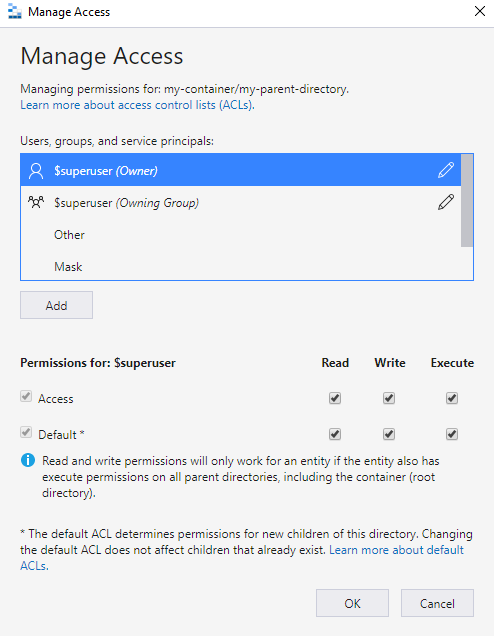 Manage Access
Manage Access
Managing permissions for: my-container/my-parent-directory.
Learn more about access control lists (ACLs).
Users, groups, and service principals:
$superuser (Owner)
$superuser (Owning Group)
Other
Mask
Add
Permissions for: $superuser Read Write Execute
Access
Default *
Read and write permissions will only work for an entity if the entity also has
execute permissions on all parent directories, including the container (root
directory).
* The default ACL determines permissions for new children of this directory. Changing
the default ACL does not affect children that already exist. Learn more about default
ACLs.
OK Cancel